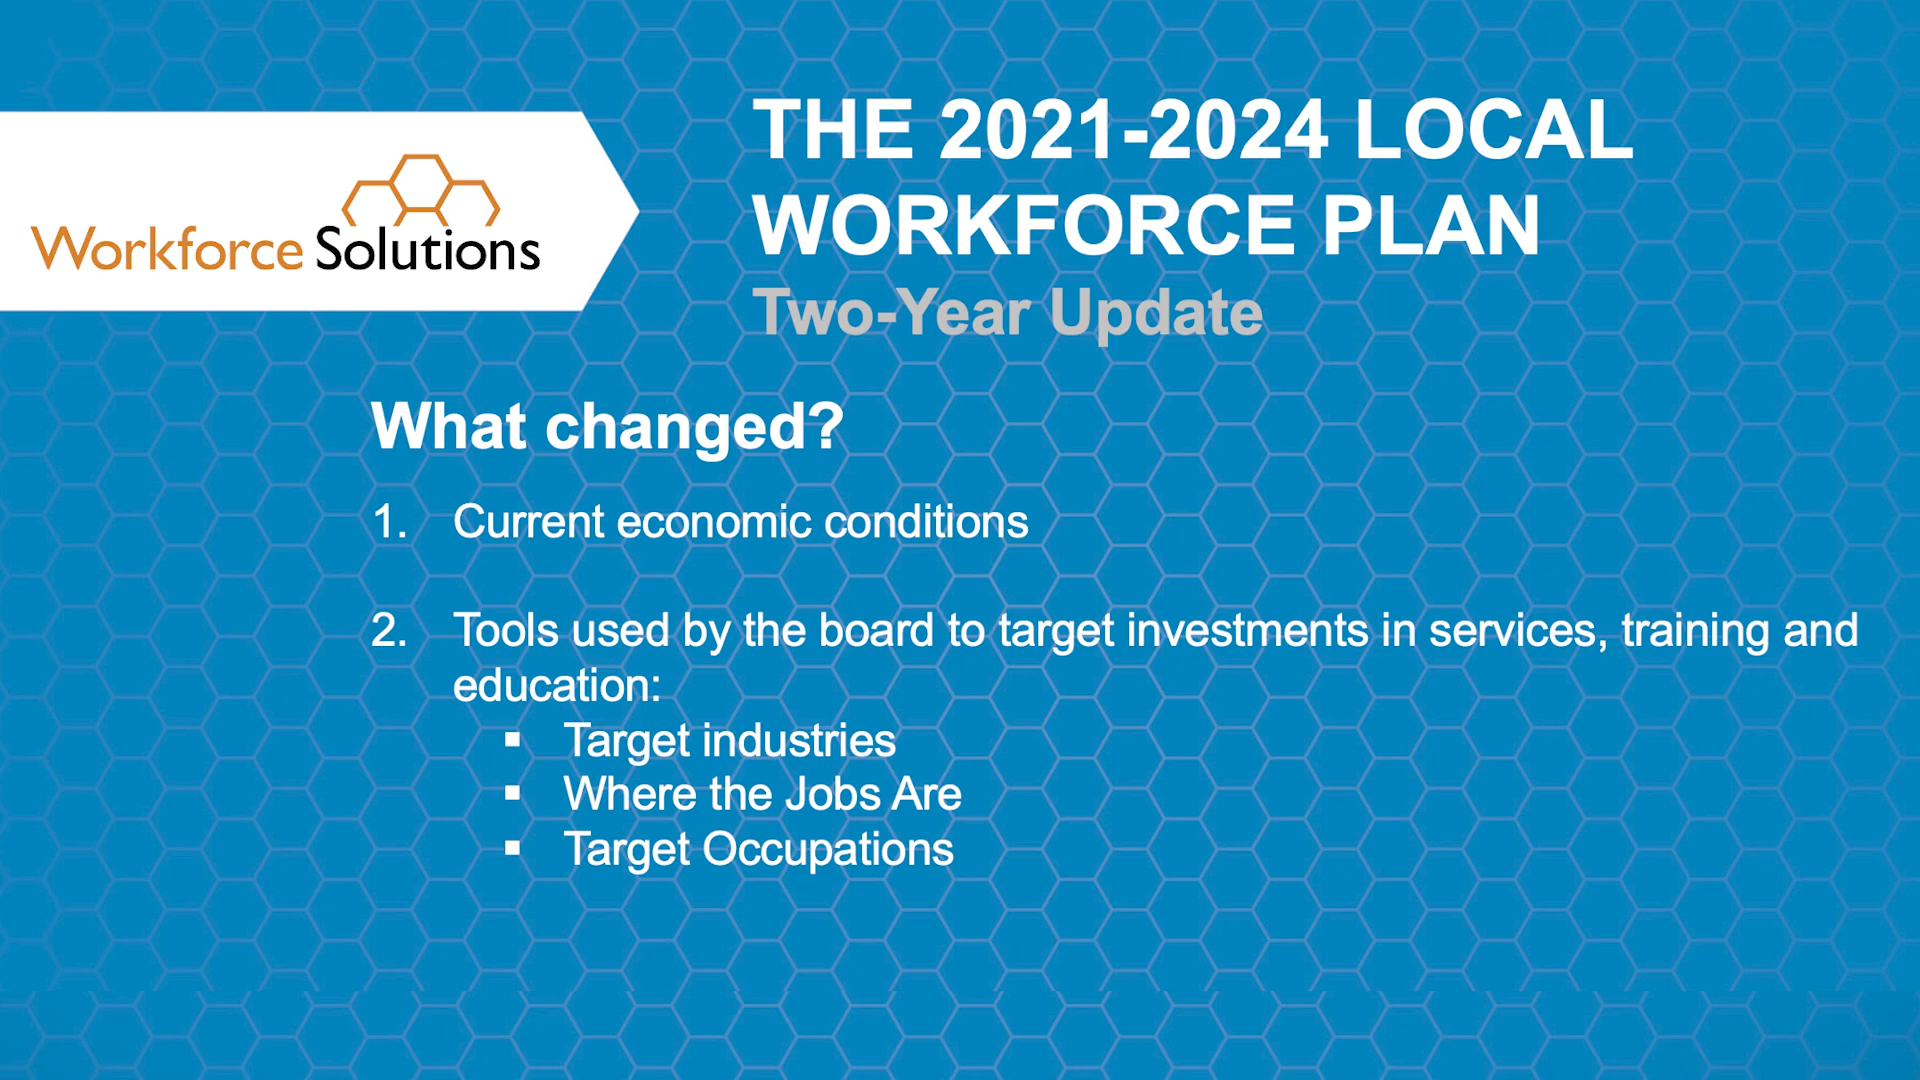 Workforce Solutions
THE 2021-2024 LOCAL
WORKFORCE PLAN
Two-Year Update
What changed?
1. Current economic conditions
2. Tools used by the board to target investments in services, training and
education:
▪ Target industries
▪ Where the Jobs Are
▪ Target Occupations